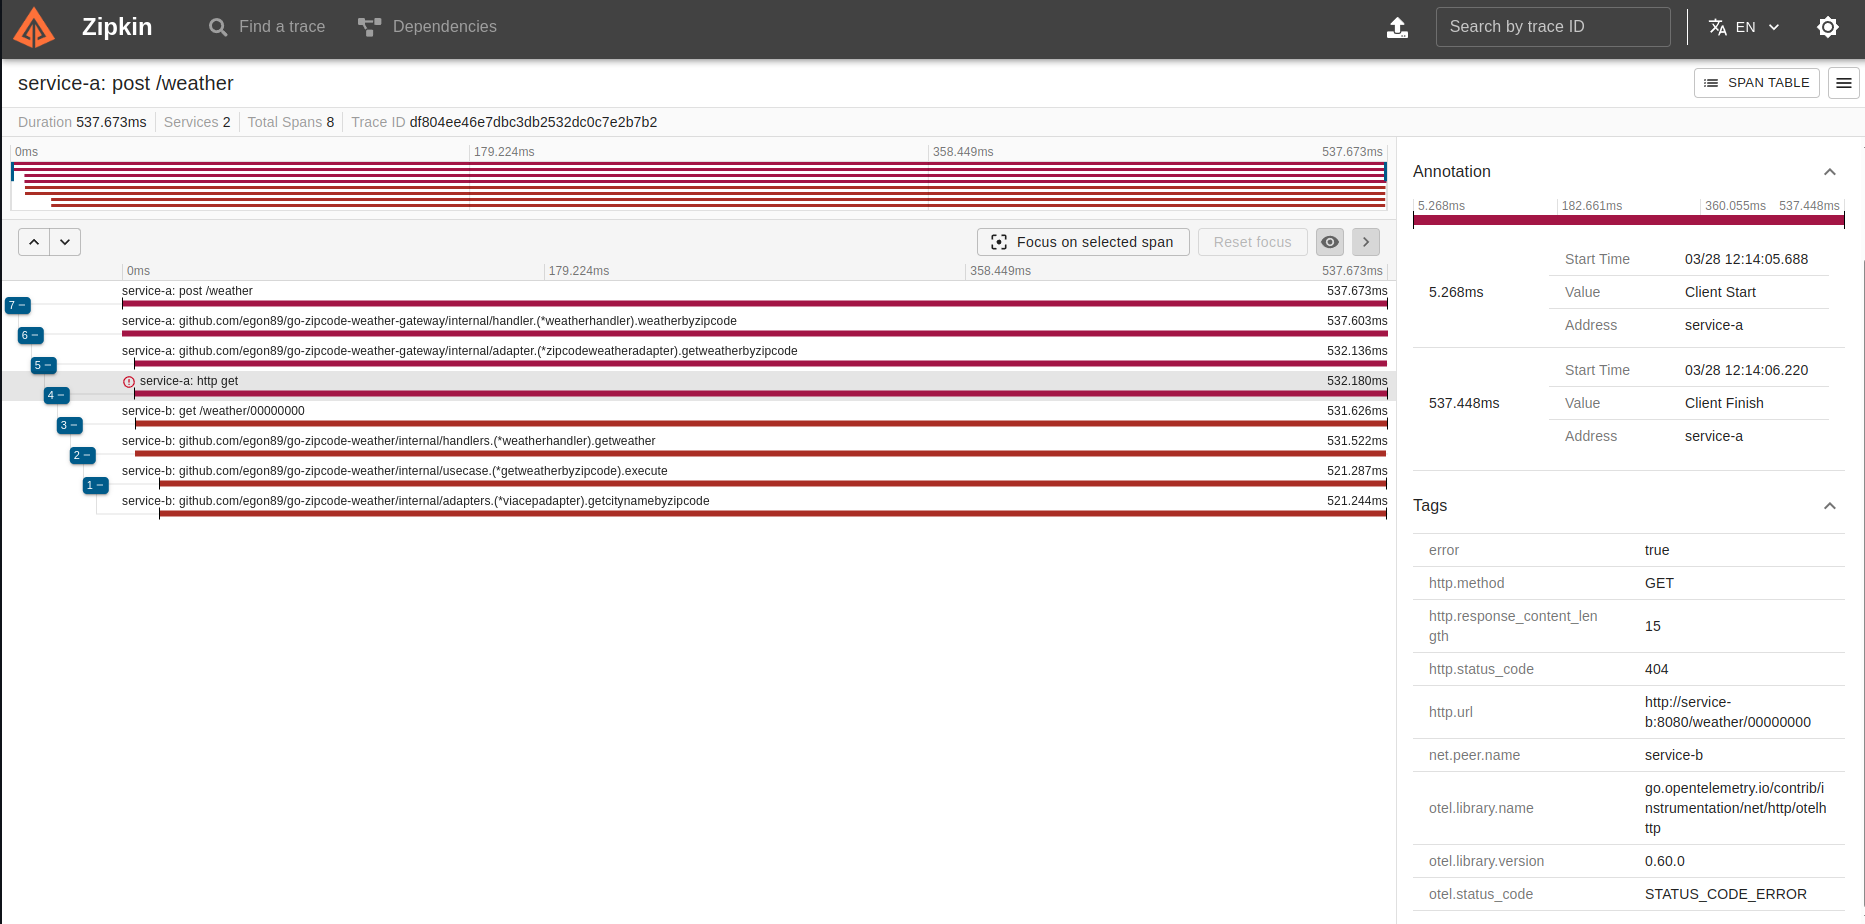 Zipkin
Find a trace
Dependencies
Search by trace ID
EN
service-a: post /weather
SPAN TABLE
Duration 537.673ms Services 2 Total Spans 8 Trace ID df804ee46e7dbc3db2532dc0c7e2b7b2
0ms 179.224ms 358.449ms 537.673ms
Focus on selected span
Reset focus
0ms 179.224ms 358.449ms 537.673ms
service-a: post /weather 537.673ms
7 −
service-a: github.com/egon89/go-zipcode-weather-gateway/internal/handler.(*weatherhandler).weatherbyzipcode 537.603ms
6 −
service-a: github.com/egon89/go-zipcode-weather-gateway/internal/adapter.(*zipcodeweatheradapter).getweatherbyzipcode 532.136ms
5 −
service-a: http get 532.180ms
4 −
service-b: get /weather/00000000 531.626ms
3 −
service-b: github.com/egon89/go-zipcode-weather/internal/handlers.(*weatherhandler).getweather 531.522ms
2 −
service-b: github.com/egon89/go-zipcode-weather/internal/usecase.(*getweatherbyzipcode).execute 521.287ms
1 −
service-b: github.com/egon89/go-zipcode-weather/internal/adapters.(*viacepadapter).getcitynamebyzipcode 521.244ms
Annotation
5.268ms 182.661ms 360.055ms 537.448ms
Start Time 03/28 12:14:05.688
5.268ms Value Client Start
Address service-a
Start Time 03/28 12:14:06.220
537.448ms Value Client Finish
Address service-a
Tags
error true
http.method GET
http.response_content_len
gth
15
http.status_code 404
http.url
http://service-
b:8080/weather/00000000
net.peer.name service-b
otel.library.name
go.opentelemetry.io/contrib/i
nstrumentation/net/http/otelh
ttp
otel.library.version 0.60.0
otel.status_code STATUS_CODE_ERROR